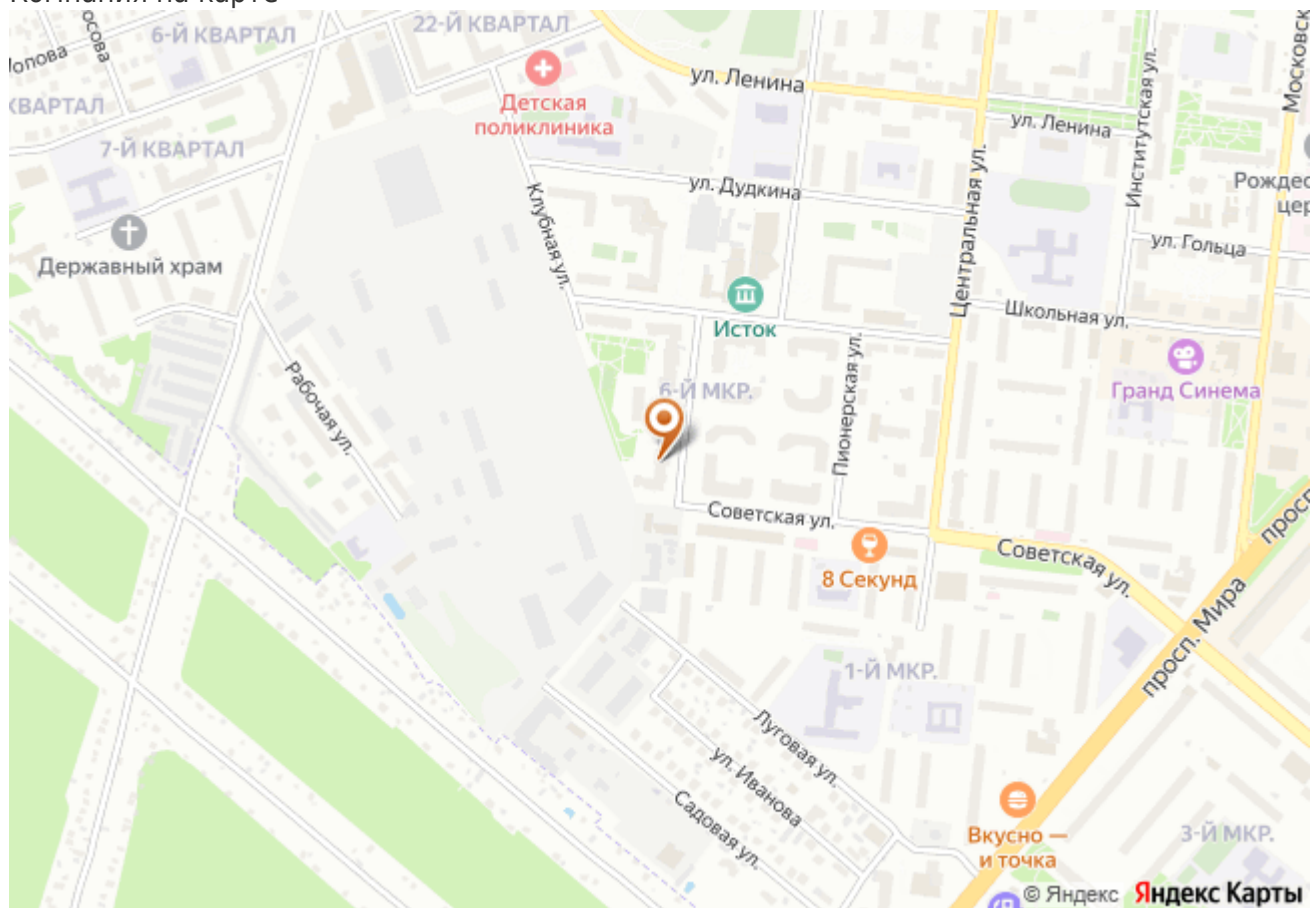 Компания на карте
6-Й КВАРТАЛ
22-Й КВАРТАЛ
Детская
поликлиника
ул. Ленина
КВАРТАЛ
7-Й КВАРТАЛ
ул. Ленина
Институтская ул.
ул. Дудкина
Клубная ул.
Центральная ул.
Державный храм
ул. Гольца
Исток
Школьная ул.
Пионерская ул.
Гранд Синема
Рабочая ул.
6-Й МКР.
Советская ул.
8 Секунд
Советская ул.
просп. Мира
1-Й МКР.
Луговая ул.
ул. Иванова
Садовая ул.
Вкусно —
и точка
3-Й МКР.
© Яндекс Яндекс Карты